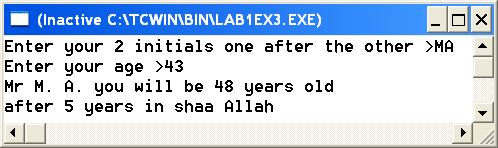 (Inactive C:\TCWIN\BIN\LAB1EX3.EXE)
Enter your 2 initials one after the other >MA
Enter your age >43
Mr M. A. you will be 48 years old
after 5 years in shaa Allah